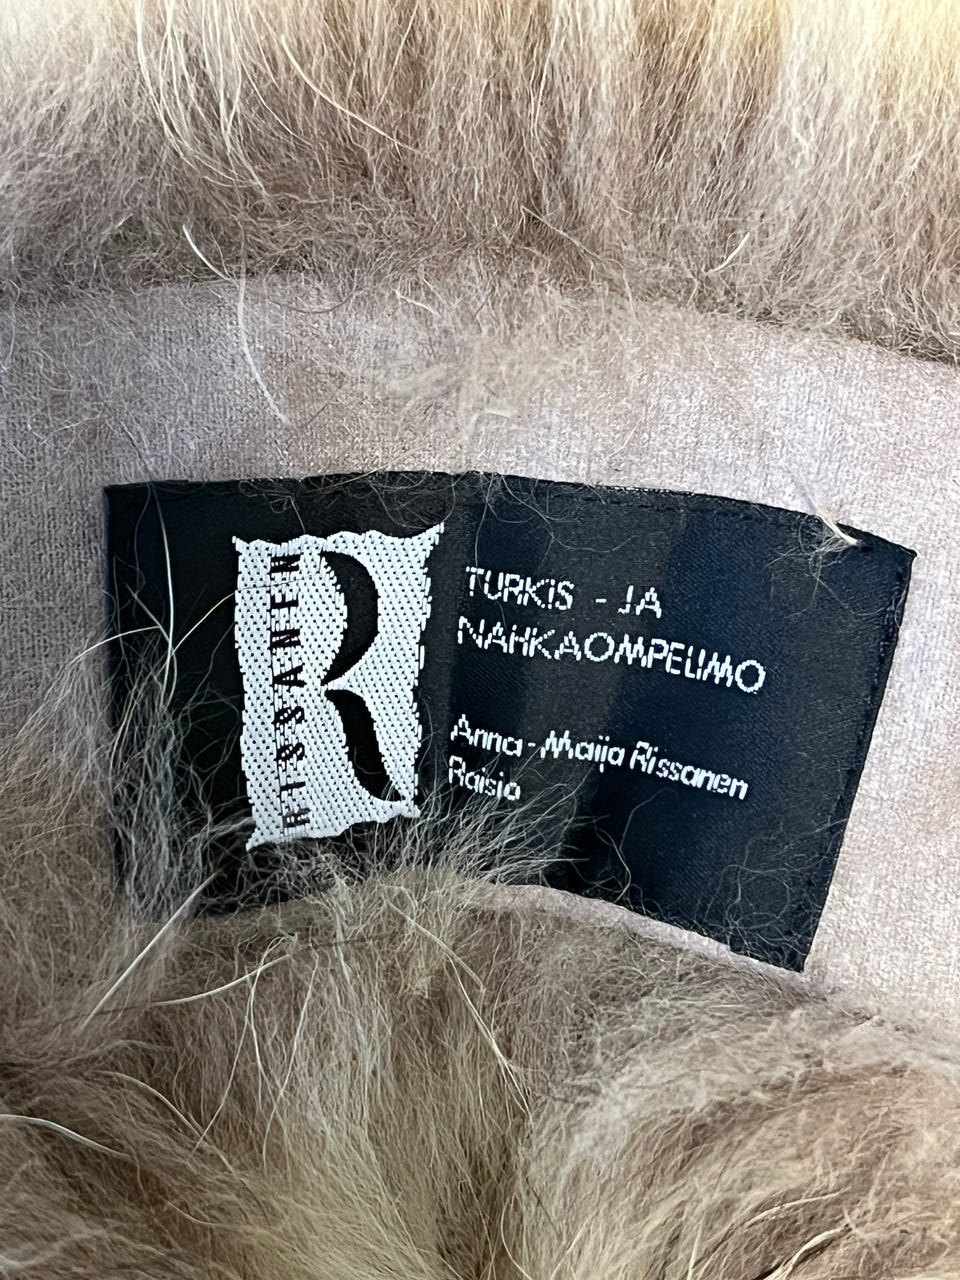 RISSANEN
R
TURKIS - JA
NAHKAOMPELIMO
Anna-Maija Rissanen
Raisio